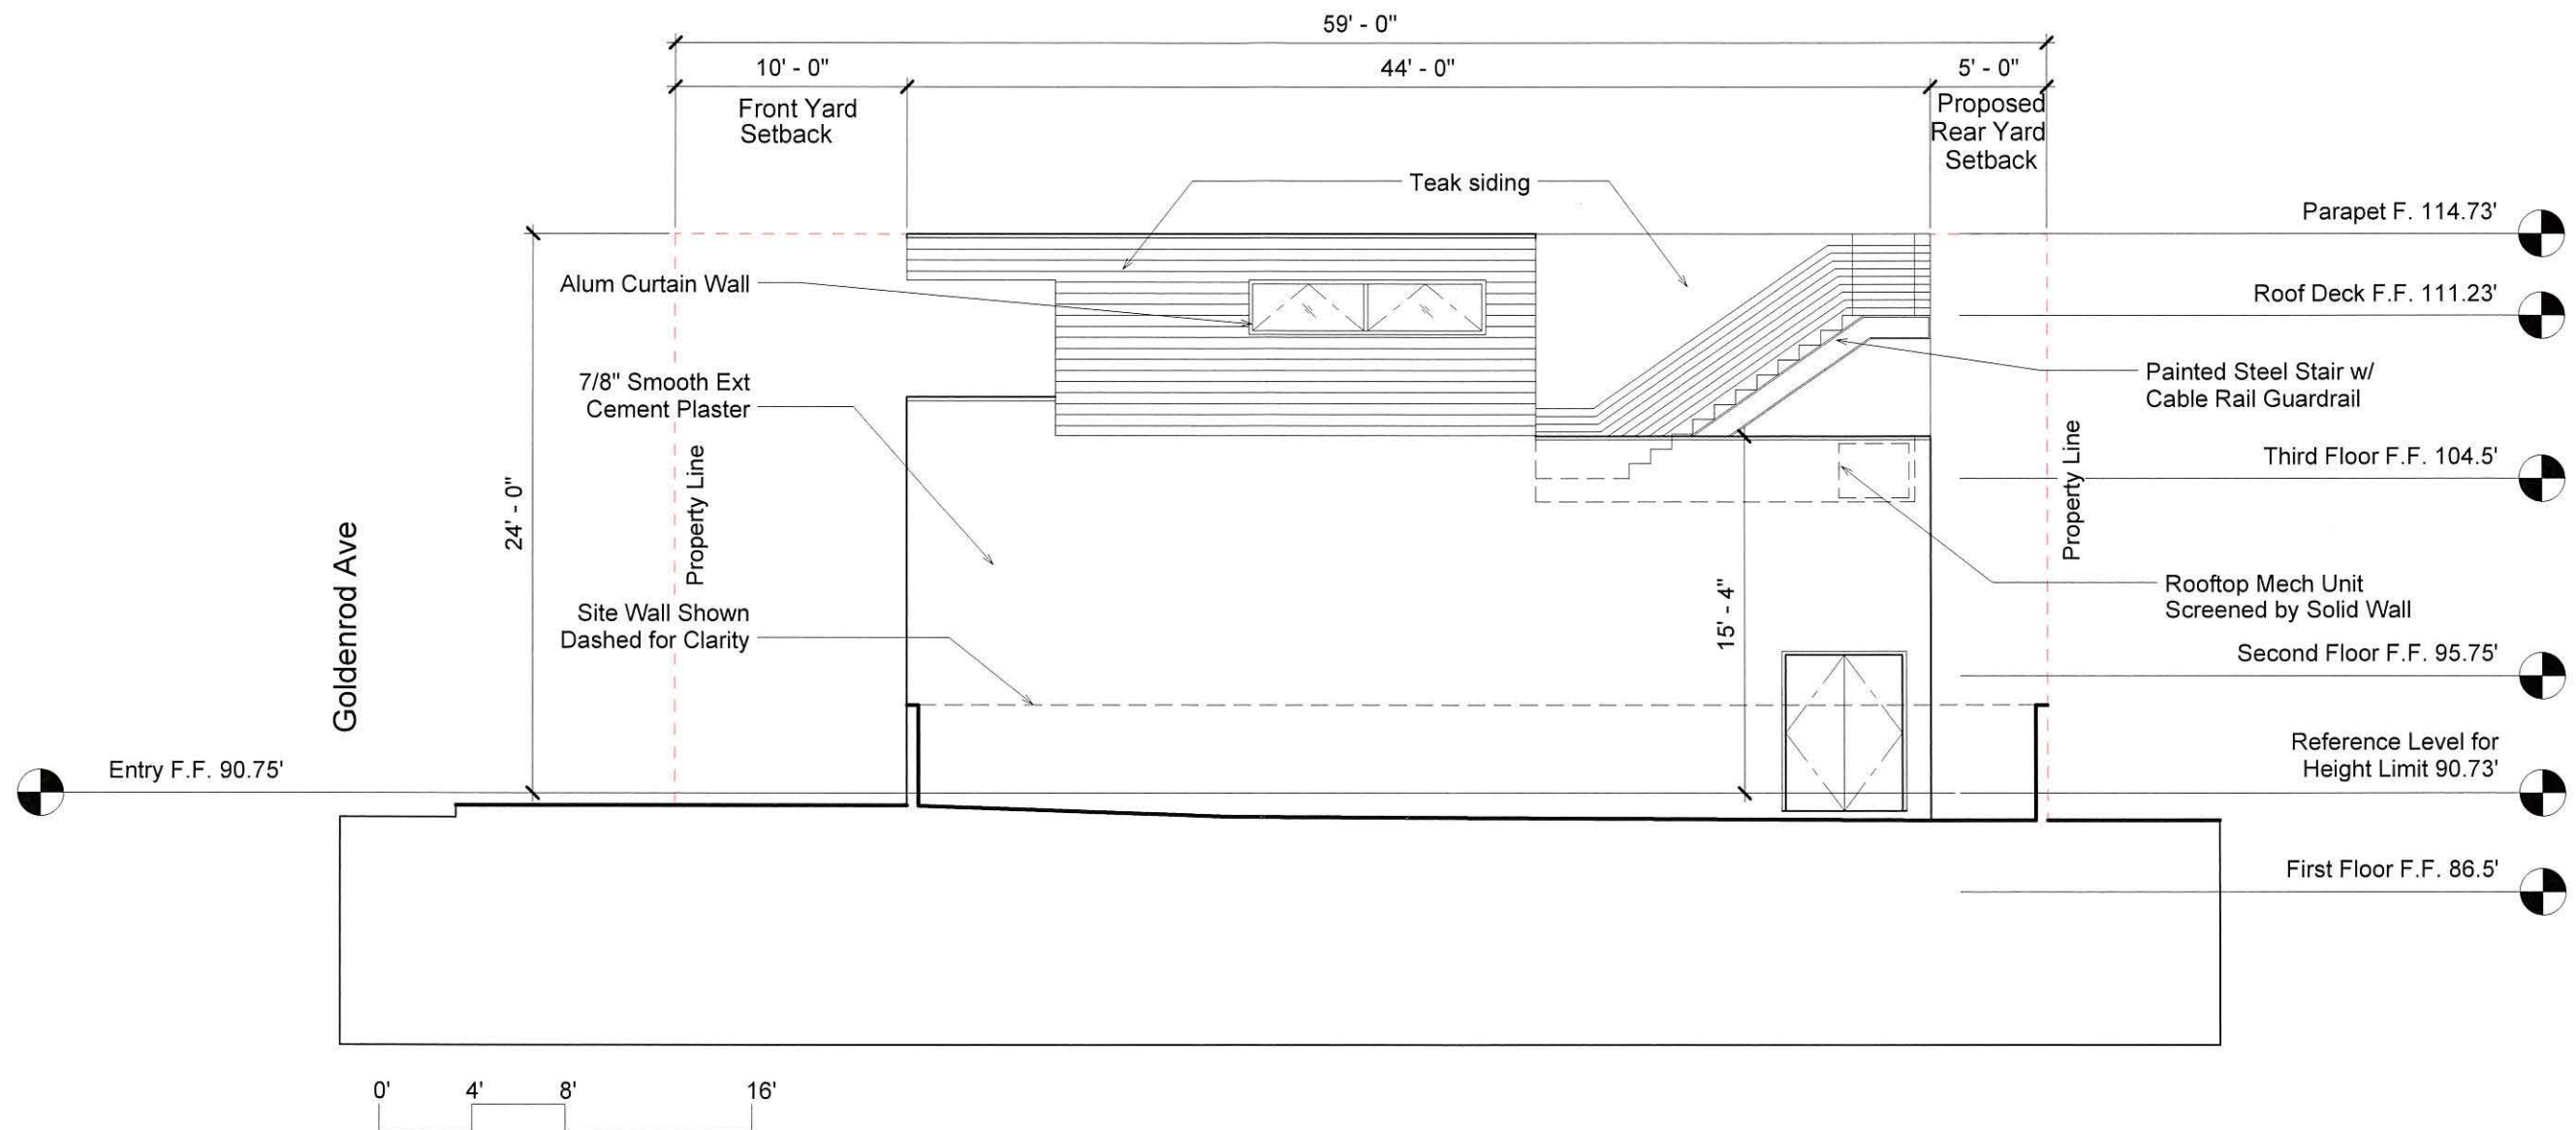 59' - 0"
10' - 0"
44' - 0"
5' - 0"
Front Yard
Setback
Proposed
Rear Yard
Setback
Teak siding
Parapet F. 114.73'
Alum Curtain Wall
Roof Deck F.F. 111.23'
7/8" Smooth Ext
Cement Plaster
Painted Steel Stair w/
Cable Rail Guardrail
Third Floor F.F. 104.5'
24' - 0"
Property Line
Property Line
Goldenrod Ave
Site Wall Shown
Dashed for Clarity
15' - 4"
Rooftop Mech Unit
Screened by Solid Wall
Second Floor F.F. 95.75'
Entry F.F. 90.75'
Reference Level for
Height Limit 90.73'
First Floor F.F. 86.5'
0' 4' 8' 16'